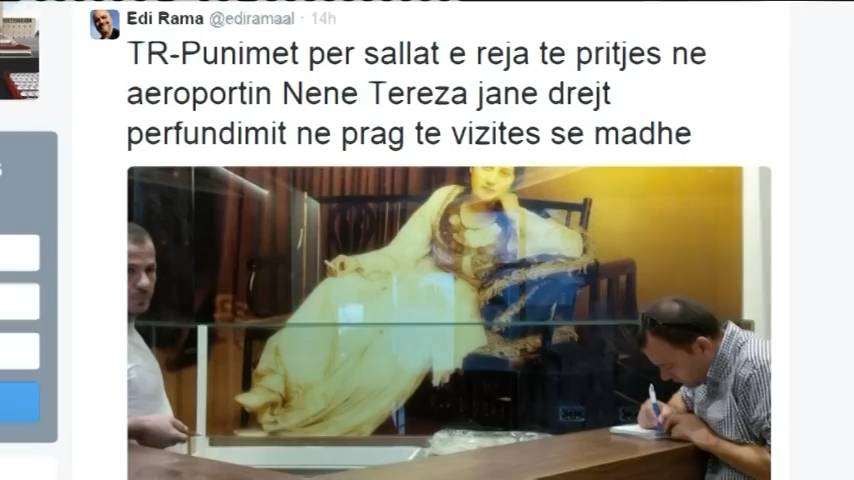 Edi Rama @ediramaal · 14h
TR-Punimet per sallat e reja te pritjes ne
aeroportin Nene Tereza jane drejt
perfundimit ne prag te vizites se madhe